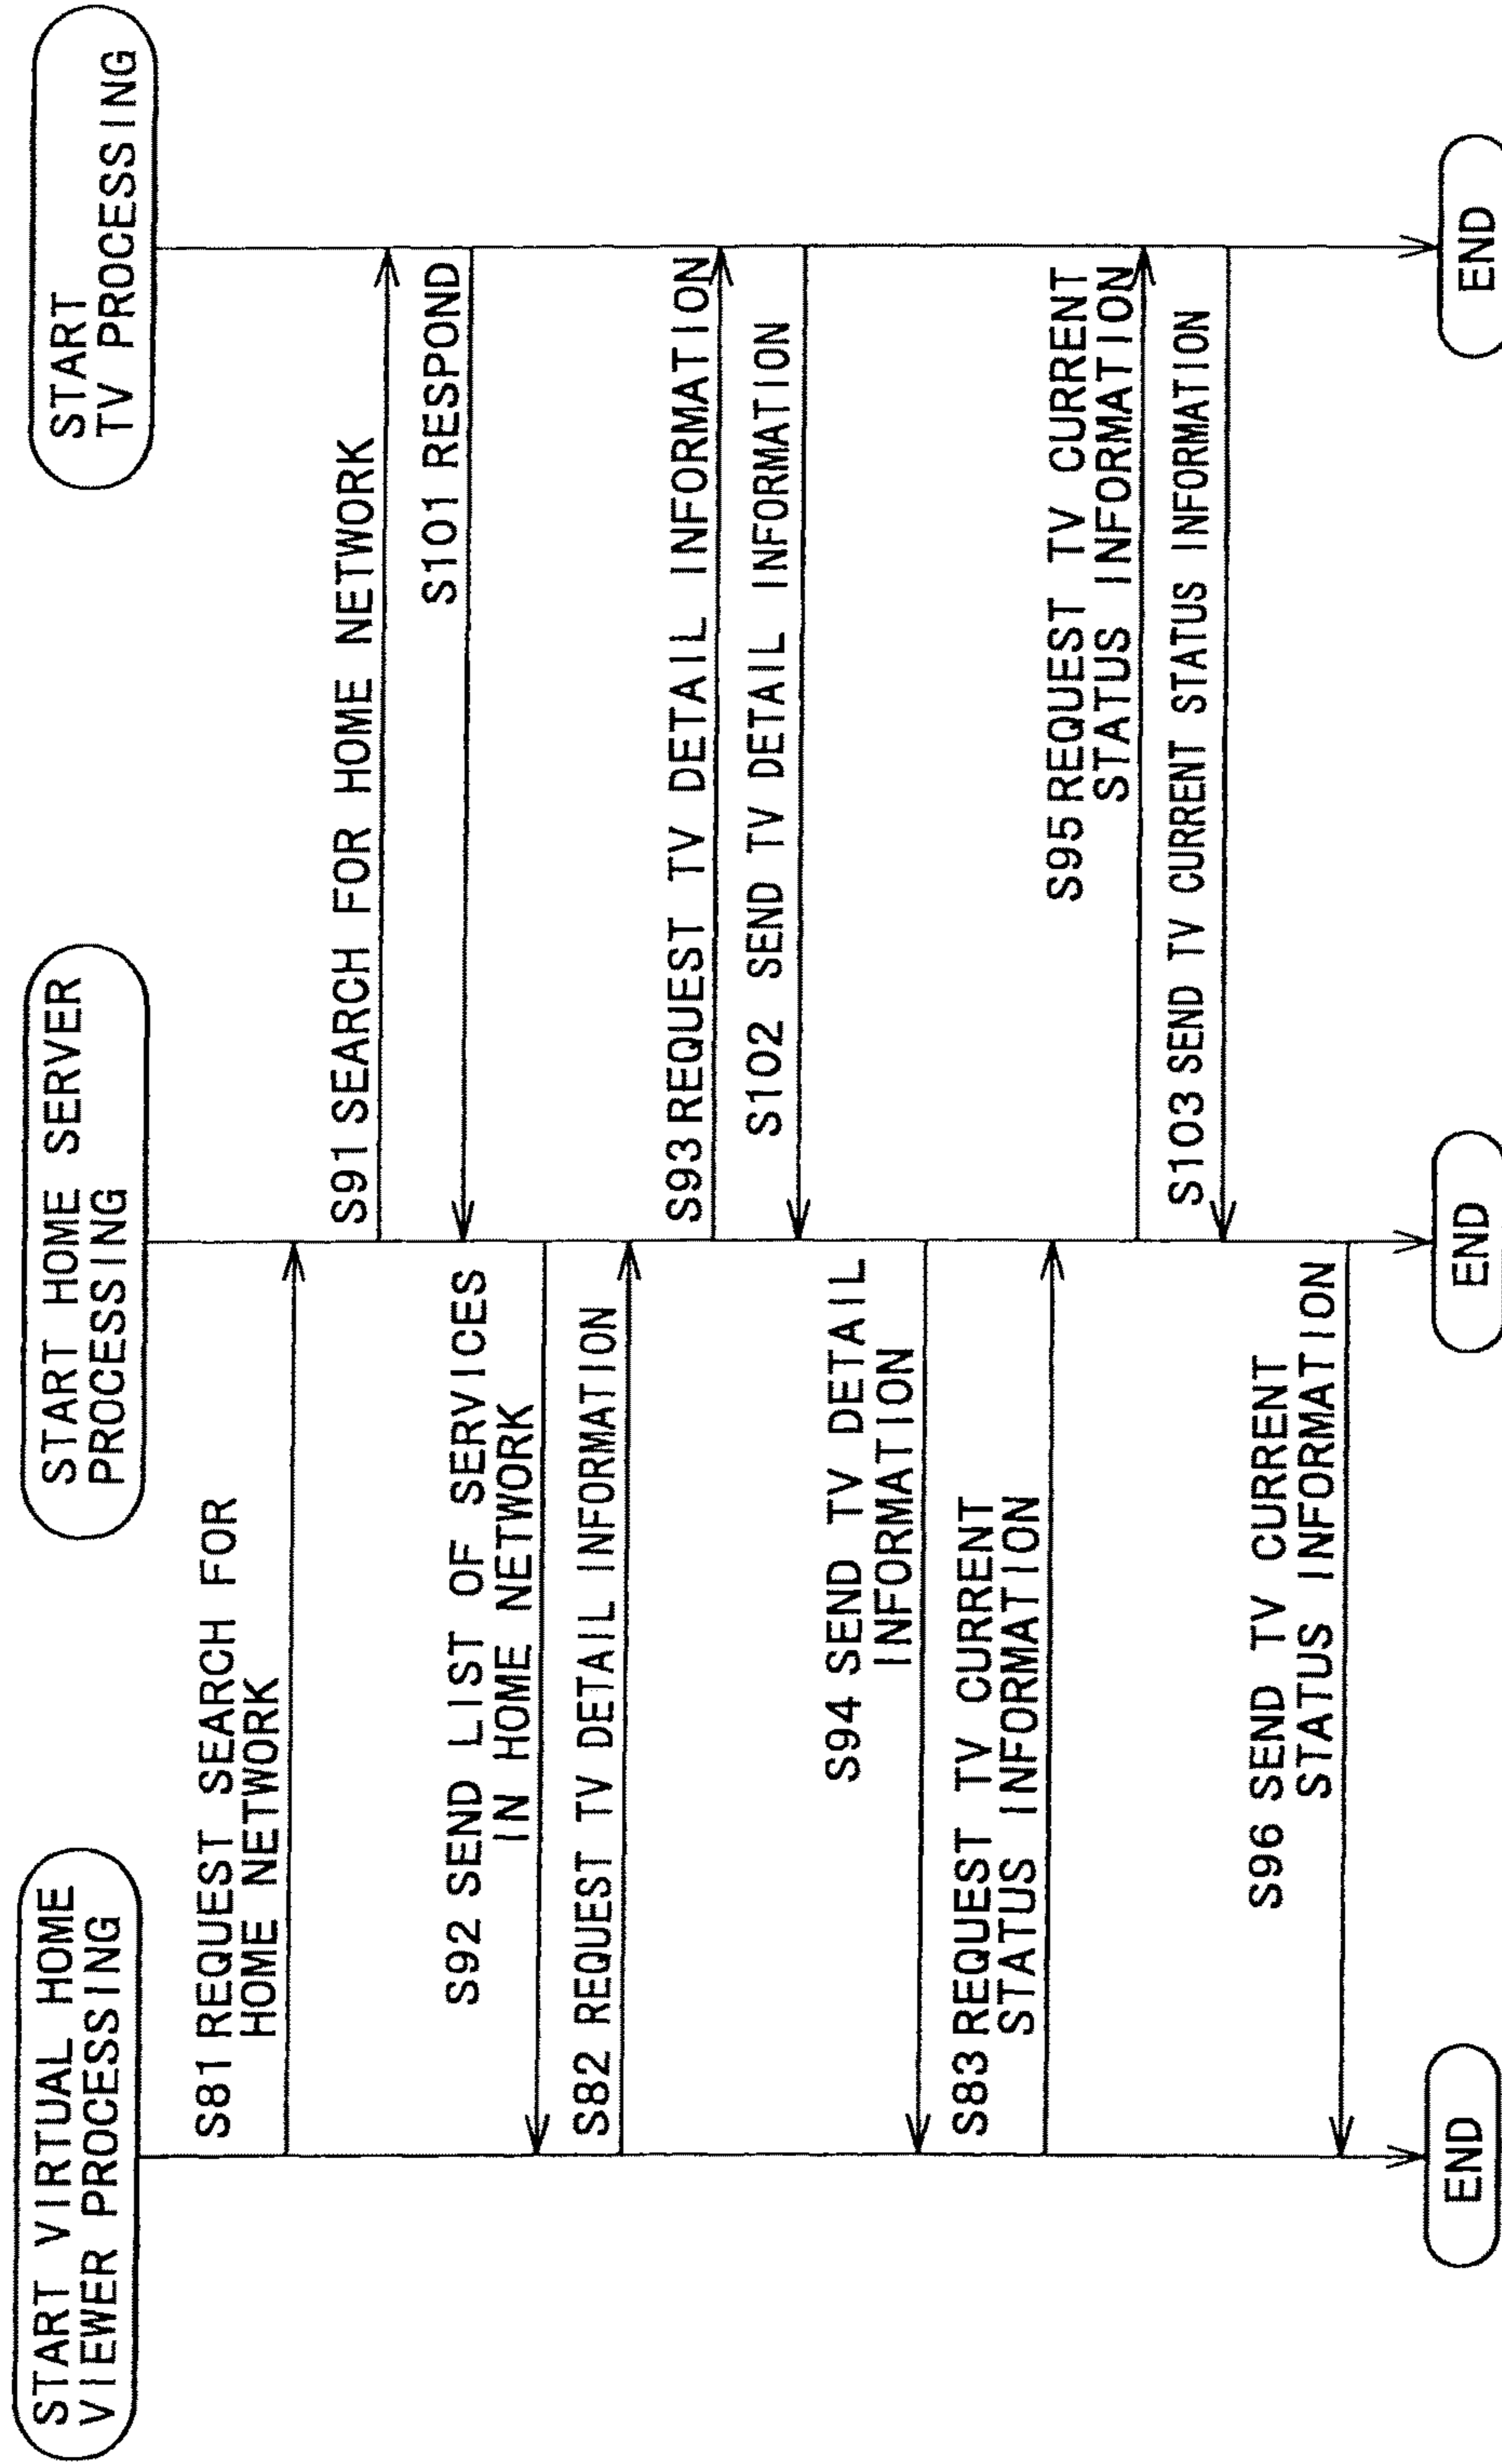 START VIRTUAL HOME
VIEWER PROCESSING
START HOME SERVER
PROCESSING
START
TV PROCESSING
S81 REQUEST SEARCH FOR
HOME NETWORK
S91 SEARCH FOR HOME NETWORK
S101 RESPOND
S92 SEND LIST OF SERVICES
IN HOME NETWORK
S82 REQUEST TV DETAIL INFORMATION
S93 REQUEST TV DETAIL INFORMATION
S102 SEND TV DETAIL INFORMATION
S94 SEND TV DETAIL
INFORMATION
S83 REQUEST TV CURRENT
STATUS INFORMATION
S95 REQUEST TV CURRENT
STATUS INFORMATION
S103 SEND TV CURRENT STATUS INFORMATION
S96 SEND TV CURRENT
STATUS INFORMATION
END
END
END